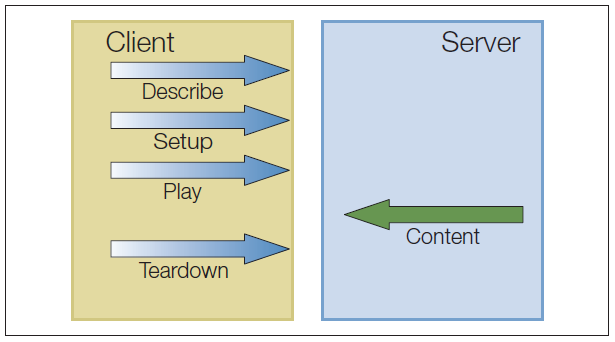 Client
Server
Describe
Setup
Play
Content
Teardown